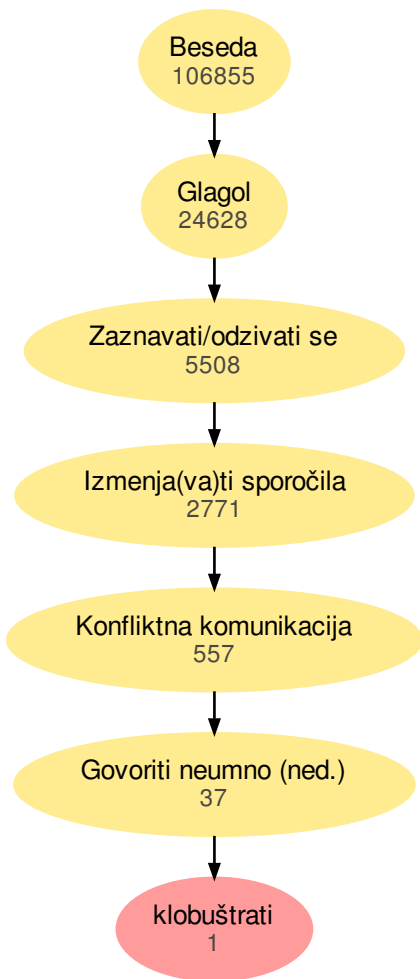 Beseda
106855
Glagol
24628
Zaznavati/odzivati se
5508
Izmenja(va)ti sporočila
2771
Konfliktna komunikacija
557
Govoriti neumno (ned.)
37
klobuštrati
1